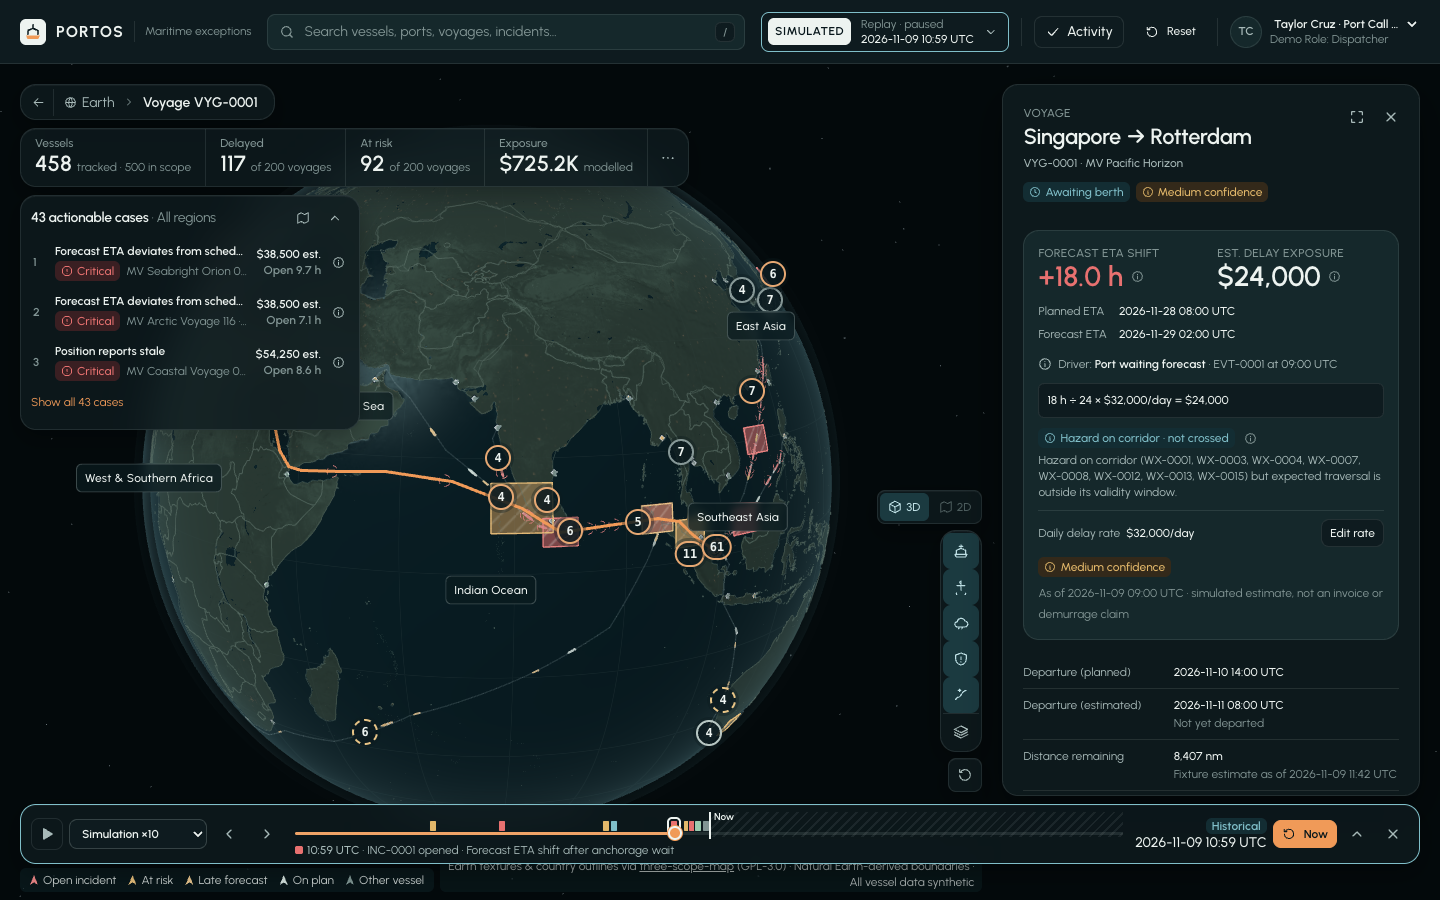 PORTOS
Maritime exceptions
Search vessels, ports, voyages, incidents...
/
SIMULATED
Replay · paused
2026-11-09 10:59 UTC
Activity
Reset
TC
Taylor Cruz · Port Call ...
Demo Role: Dispatcher
Earth
Voyage VYG-0001
Vessels
458 tracked · 500 in scope
Delayed
117 of 200 voyages
At risk
92 of 200 voyages
Exposure
$725.2K modelled
...
43 actionable cases · All regions
1
Forecast ETA deviates from sched...
$38,500 est.
Critical
MV Seabright Orion 0...
Open 9.7 h
2
Forecast ETA deviates from sched...
$38,500 est.
Critical
MV Arctic Voyage 116 ·...
Open 7.1 h
3
Position reports stale
$54,250 est.
Critical
MV Coastal Voyage 0...
Open 8.6 h
Show all 43 cases
Sea
West & Southern Africa
East Asia
Southeast Asia
Indian Ocean
6
4
7
7
7
4
4
4
6
5
11
61
4
4
6
3D
2D
VOYAGE
Singapore → Rotterdam
VYG-0001 · MV Pacific Horizon
Awaiting berth
Medium confidence
FORECAST ETA SHIFT
+18.0 h
EST. DELAY EXPOSURE
$24,000
Planned ETA 2026-11-28 08:00 UTC
Forecast ETA 2026-11-29 02:00 UTC
Driver: Port waiting forecast · EVT-0001 at 09:00 UTC
18 h ÷ 24 × $32,000/day = $24,000
Hazard on corridor · not crossed
Hazard on corridor (WX-0001, WX-0003, WX-0004, WX-0007,
WX-0008, WX-0012, WX-0013, WX-0015) but expected traversal is
outside its validity window.
Daily delay rate $32,000/day
Edit rate
Medium confidence
As of 2026-11-09 09:00 UTC · simulated estimate, not an invoice or
demurrage claim
Departure (planned) 2026-11-10 14:00 UTC
Departure (estimated) 2026-11-11 08:00 UTC
Not yet departed
Distance remaining 8,407 nm
Fixture estimate as of 2026-11-09 11:42 UTC
Simulation ×10
Now
10:59 UTC · INC-0001 opened · Forecast ETA shift after anchorage wait
Historical
2026-11-09 10:59 UTC
Now
Open incident
At risk
Late forecast
On plan
Other vessel
Earth textures & country outlines via three-scope-map (GPL-3.0) · Natural Earth-derived boundaries ·
All vessel data synthetic